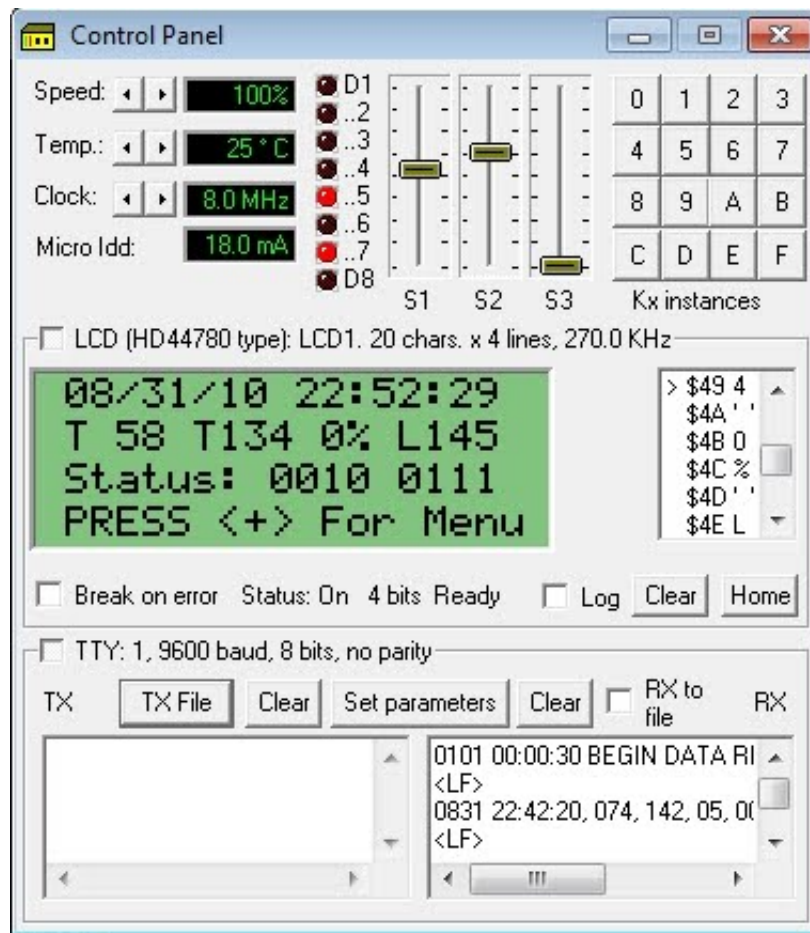 Control Panel
Speed: 100%
Temp.: 25 ° C
Clock: 8.0 MHz
Micro Idd: 18.0 mA
D1
..2
..3
..4
..5
..6
..7
D8
S1 S2 S3
0 1 2 3
4 5 6 7
8 9 A B
C D E F
Kx instances
LCD (HD44780 type): LCD1. 20 chars. x 4 lines, 270.0 KHz
08/31/10 22:52:29
T 58 T134 0% L145
Status: 0010 0111
PRESS <+> For Menu
> $49 4
$4A ' '
$4B 0
$4C %
$4D ' '
$4E L
Break on error Status: On 4 bits Ready Log Clear Home
TTY: 1, 9600 baud, 8 bits, no parity
TX TX File Clear Set parameters Clear RX to file RX
0101 00:00:30 BEGIN DATA RI
<LF>
0831 22:42:20, 074, 142, 05, 0(
<LF>